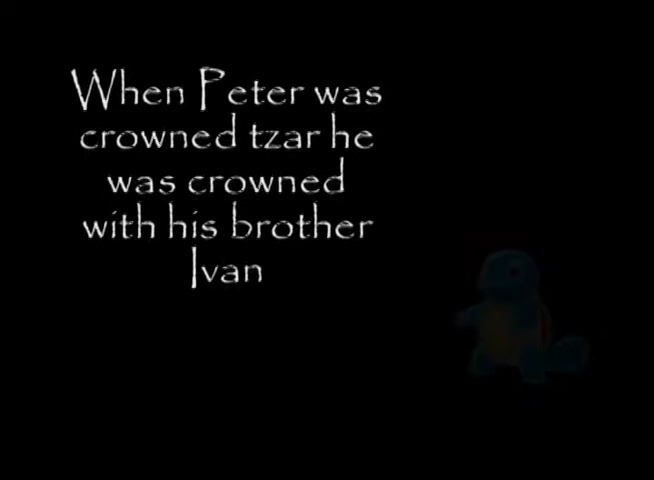 When Peter was
crowned tzar he
was crowned
with his brother
Ivan